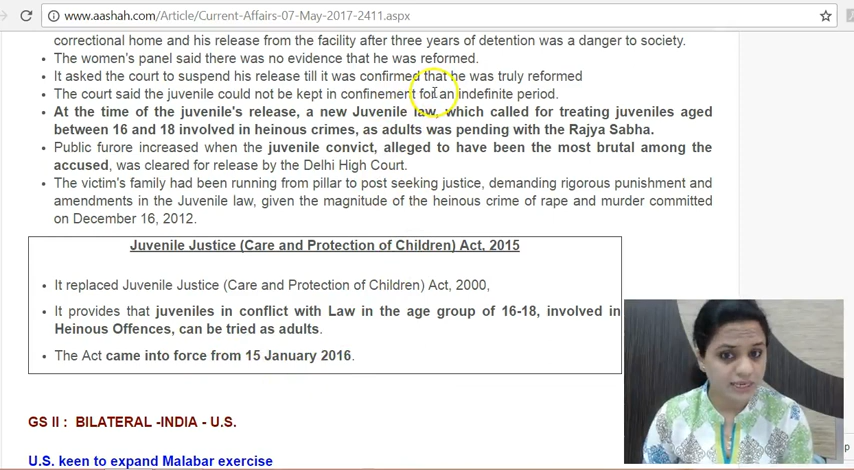 www.aashah.com/Article/Current-Affairs-07-May-2017-2411.aspx
correctional home and his release from the facility after three years of detention was a danger to society.
• The women's panel said there was no evidence that he was reformed.
• It asked the court to suspend his release till it was confirmed that he was truly reformed
• The court said the juvenile could not be kept in confinement for an indefinite period.
• At the time of the juvenile's release, a new Juvenile law, which called for treating juveniles aged
between 16 and 18 involved in heinous crimes, as adults was pending with the Rajya Sabha.
• Public furore increased when the juvenile convict, alleged to have been the most brutal among the
accused, was cleared for release by the Delhi High Court.
• The victim's family had been running from pillar to post seeking justice, demanding rigorous punishment and
amendments in the Juvenile law, given the magnitude of the heinous crime of rape and murder committed
on December 16, 2012.
Juvenile Justice (Care and Protection of Children) Act, 2015
• It replaced Juvenile Justice (Care and Protection of Children) Act, 2000,
• It provides that juveniles in conflict with Law in the age group of 16-18, involved in
Heinous Offences, can be tried as adults.
• The Act came into force from 15 January 2016.
GS II : BILATERAL -INDIA - U.S.
U.S. keen to expand Malabar exercise